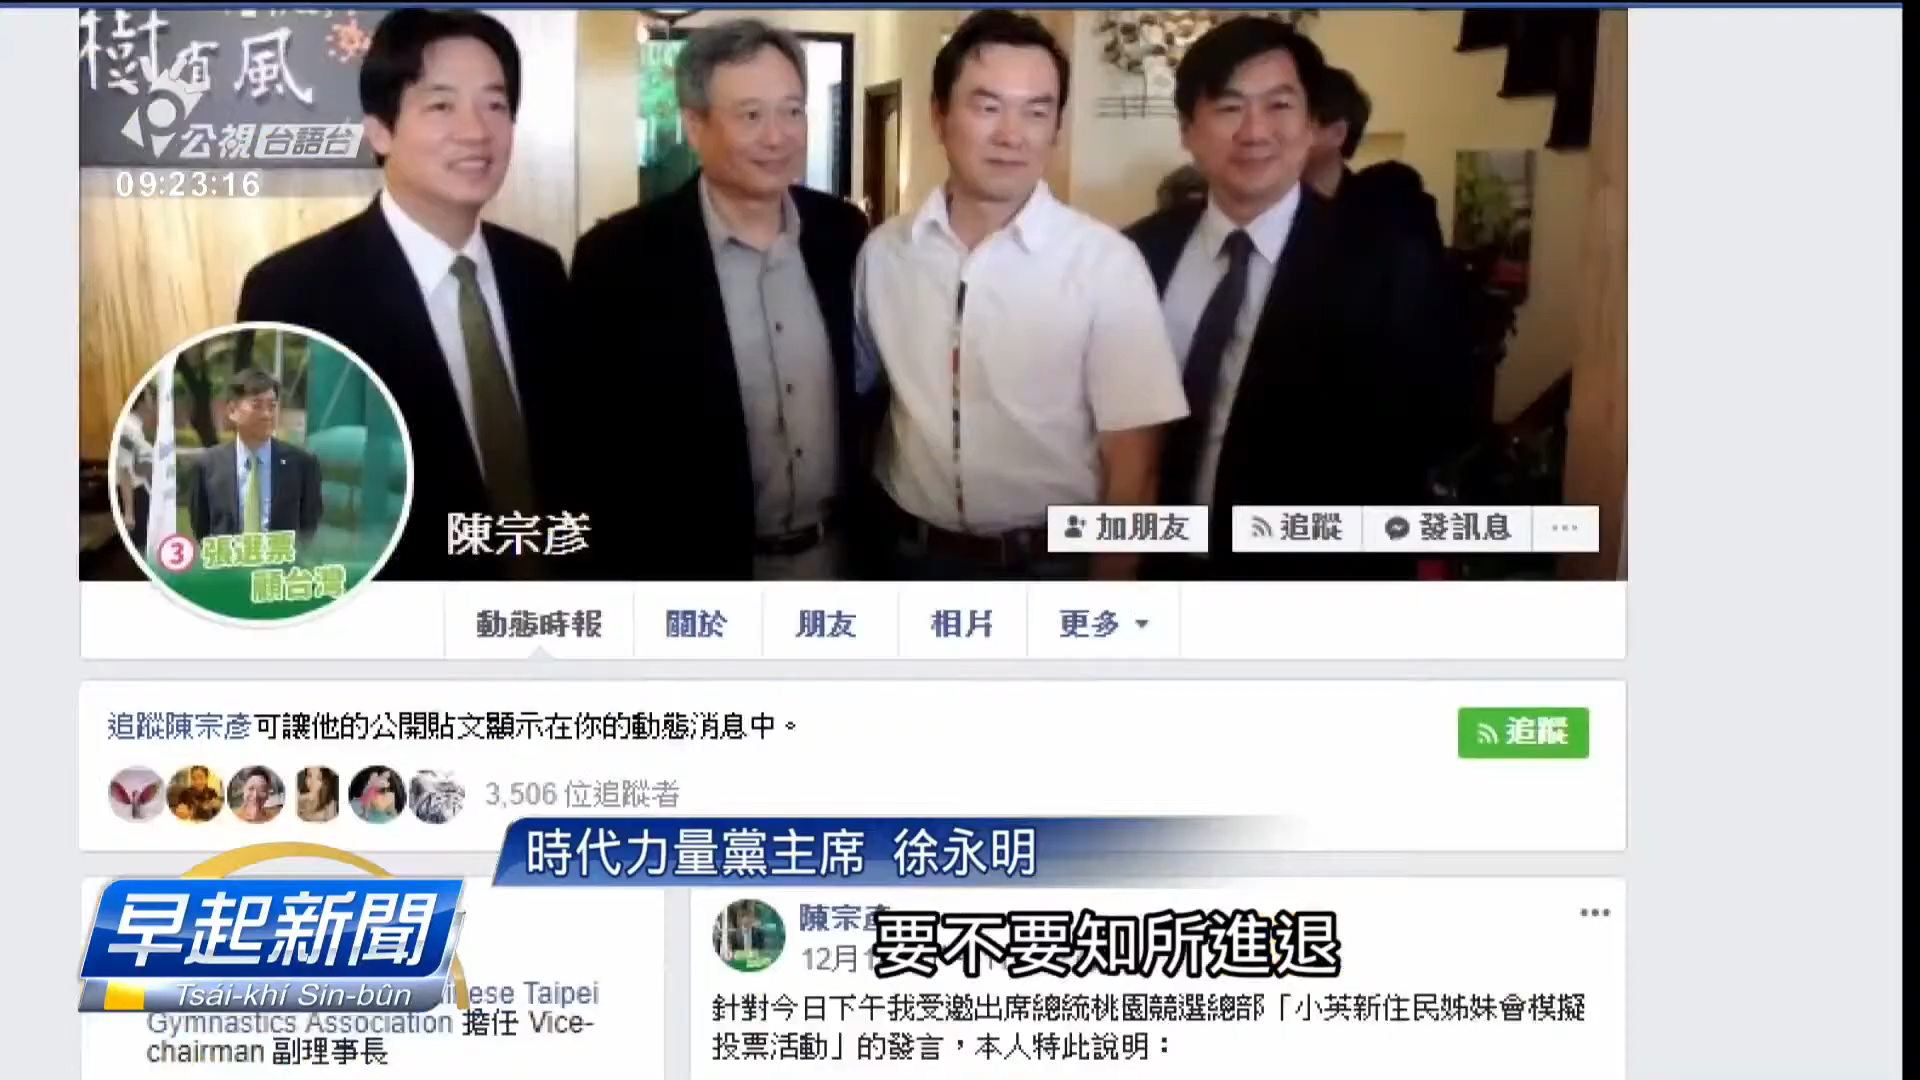 樹有風
公視 台語台
09:23:16
3 張選票
顧台灣
陳宗彥
加朋友
追蹤
發訊息
動態時報
關於
朋友
相片
更多
追蹤陳宗彥可讓他的公開貼文顯示在你的動態消息中。
追蹤
3,506 位追蹤者
時代力量黨主席 徐永明
早起新聞
Tsái-khí Sin-bûn
要不要知所進退
陳宗彥
12月
Taipei
Gymnastics Association 擔任 Vice-
chairman 副理事長
針對今日下午我受邀出席總統桃園競選總部「小英新住民姊妹會模擬
投票活動」的發言，本人特此說明：